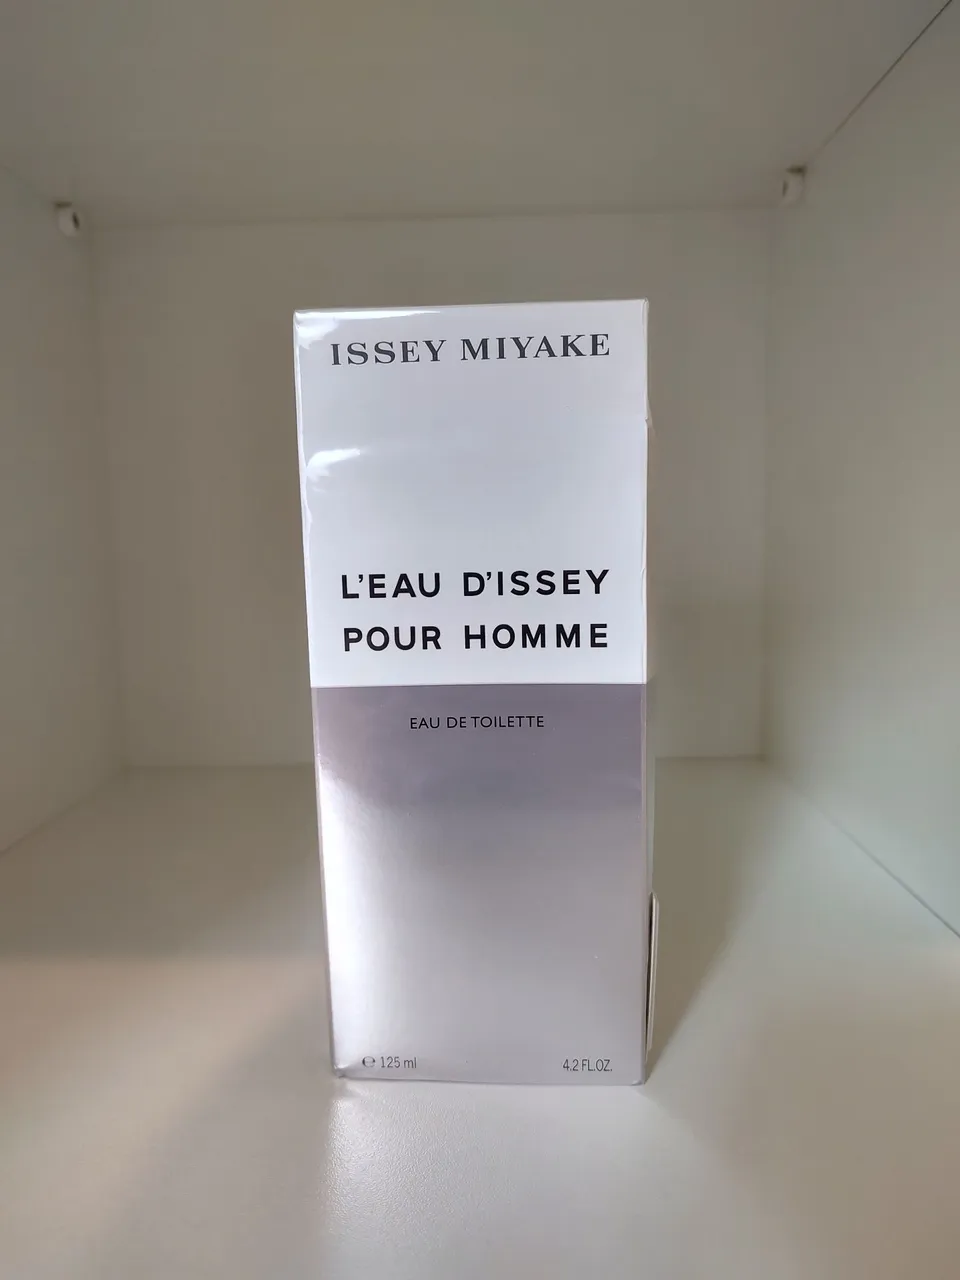 ISSEY MIYAKE
L'EAU D'ISSEY
POUR HOMME
EAU DE TOILETTE
℮ 125 ml 4.2 FL.OZ.